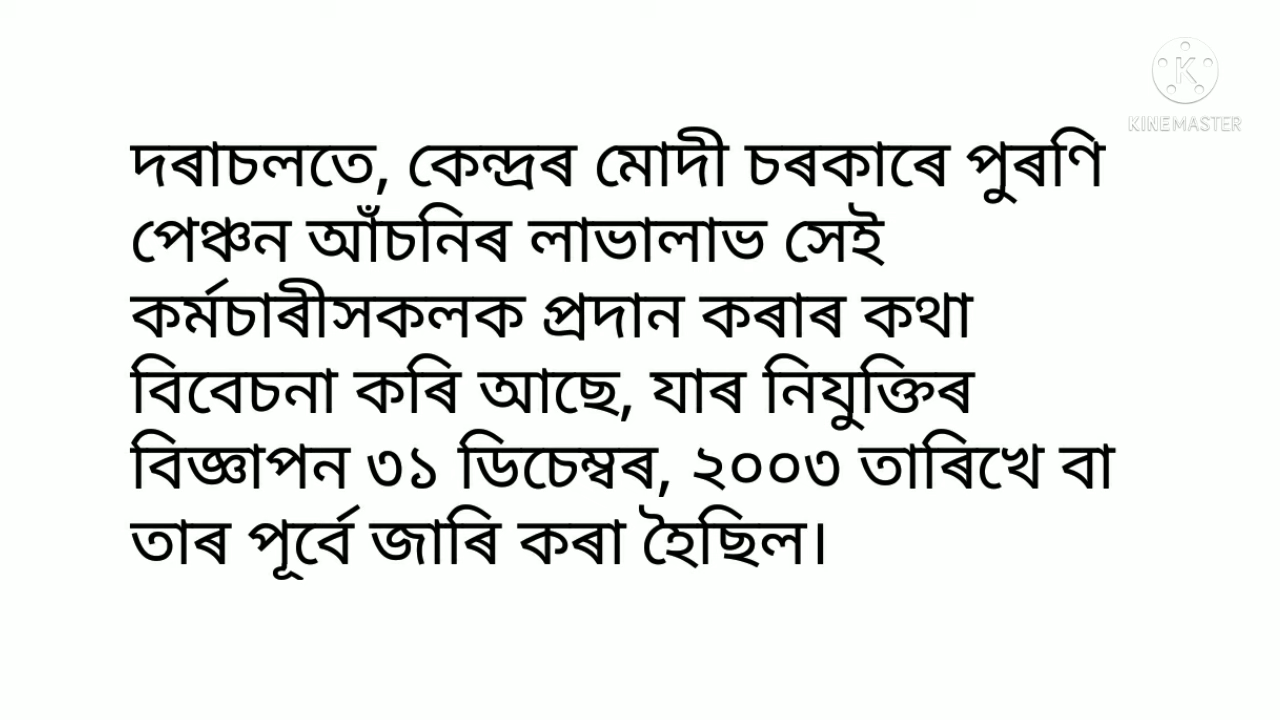 দৰাচলতে, কেন্দ্ৰৰ মোদী চৰকাৰে পুৰণি
পেঞ্চন আঁচনিৰ লাভালাভ সেই
কৰ্মচাৰীসকলক প্ৰদান কৰাৰ কথা
বিবেচনা কৰি আছে, যাৰ নিযুক্তিৰ
বিজ্ঞাপন ৩১ ডিচেম্বৰ, ২০০৩ তাৰিখে বা
তাৰ পূৰ্বে জাৰি কৰা হৈছিল।
K
KINEMASTER